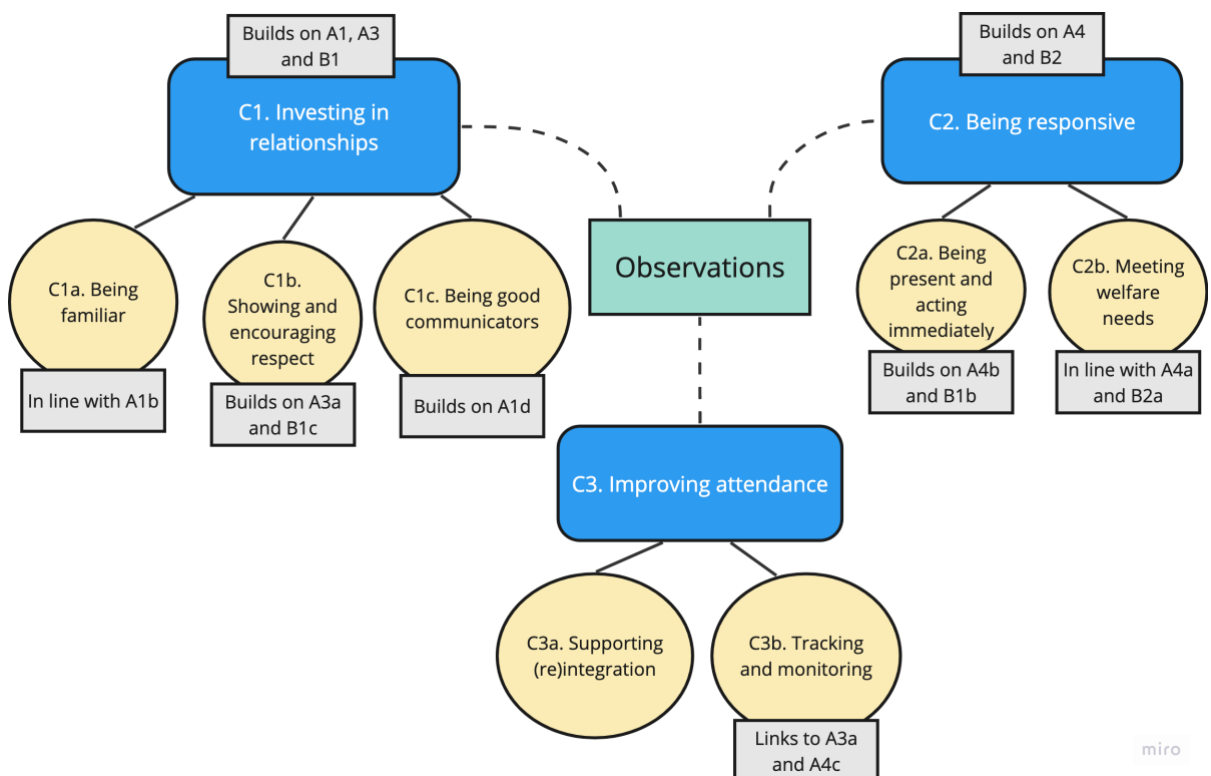 Builds on A1, A3
and B1
C1. Investing in
relationships
Builds on A4
and B2
C2. Being responsive
Observations
C1a. Being
familiar
In line with A1b
C1b.
Showing and
encouraging
respect
Builds on A3a
and B1c
C1c. Being good
communicators
Builds on A1d
C2a. Being
present and
acting
immediately
Builds on A4b
and B1b
C2b. Meeting
welfare
needs
In line with A4a
and B2a
C3. Improving attendance
C3a. Supporting
(re)integration
C3b. Tracking
and monitoring
Links to A3a
and A4c
miro